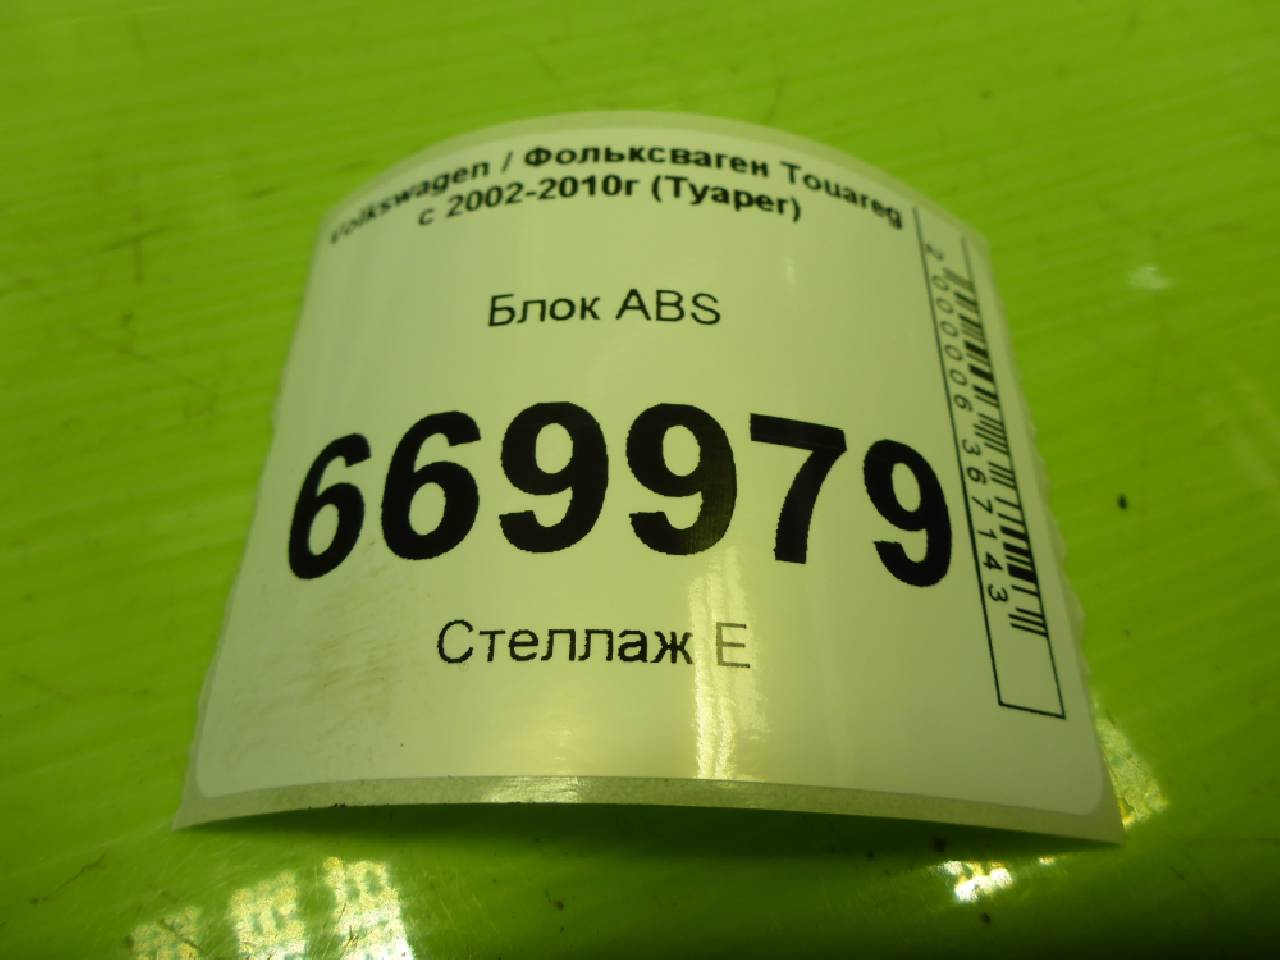 Volkswagen / Фольксваген Touareg
с 2002-2010г (Туарег)
Блок ABS
669979
Стеллаж E
2000006367143